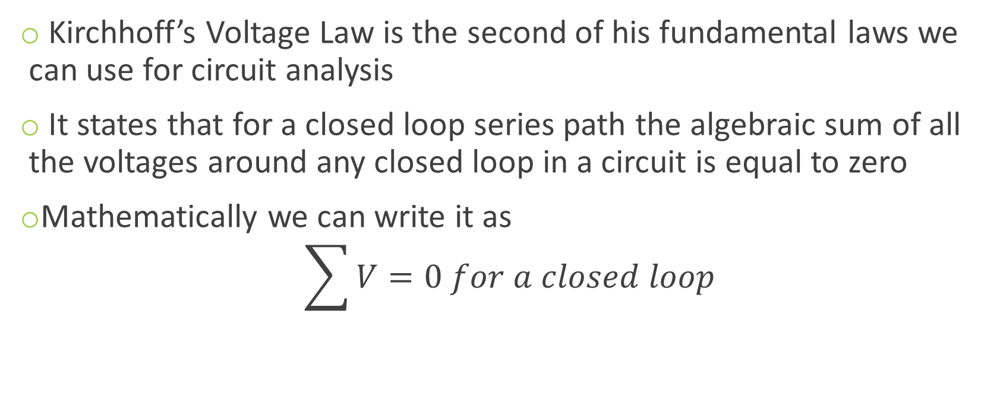 ○ Kirchhoff’s Voltage Law is the second of his fundamental laws we
can use for circuit analysis
○ It states that for a closed loop series path the algebraic sum of all
the voltages around any closed loop in a circuit is equal to zero
○Mathematically we can write it as
∑ V = 0 for a closed loop